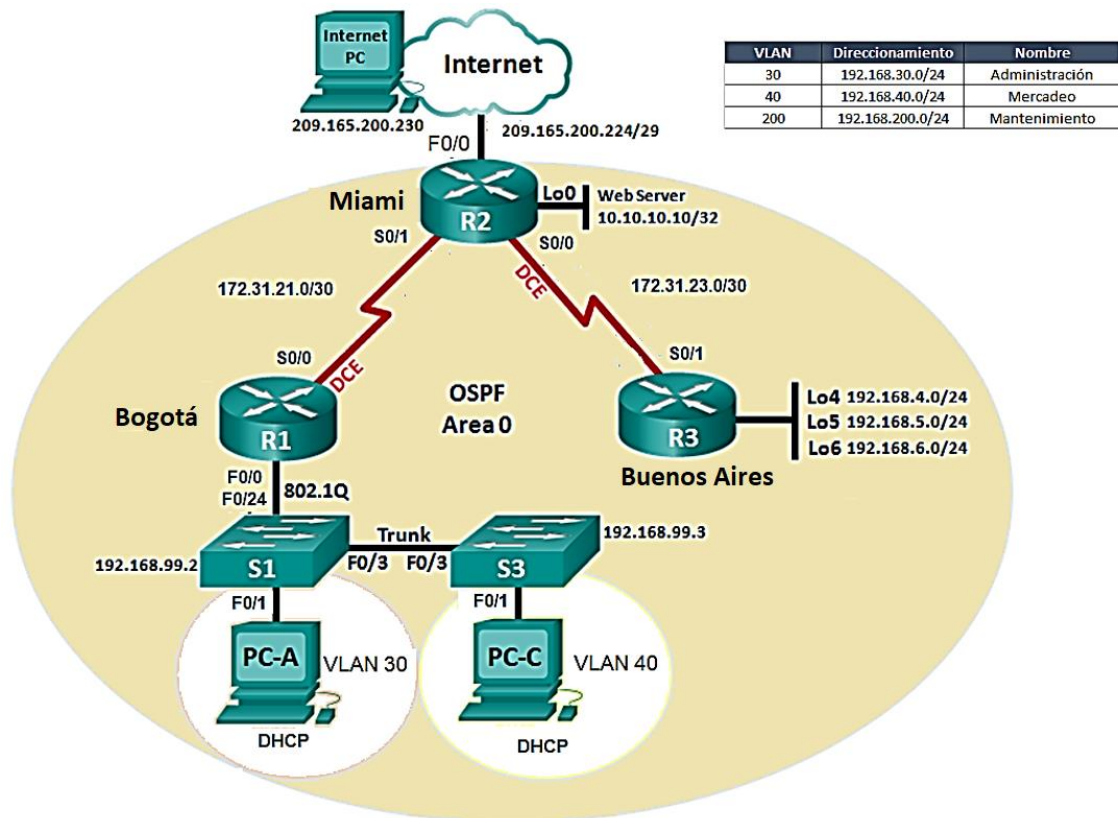 Internet
PC
Internet
209.165.200.230
209.165.200.224/29
F0/0
VLAN Direccionamiento Nombre
30 192.168.30.0/24 Administración
40 192.168.40.0/24 Mercadeo
200 192.168.200.0/24 Mantenimiento
Miami
R2
Lo0
Web Server
10.10.10.10/32
S0/1
S0/0
DCE
172.31.21.0/30
172.31.23.0/30
S0/0
DCE
S0/1
Bogotá
R1
OSPF
Area 0
R3
Buenos Aires
Lo4 192.168.4.0/24
Lo5 192.168.5.0/24
Lo6 192.168.6.0/24
F0/0
F0/24
802.1Q
Trunk
192.168.99.2
S1
F0/3
F0/3
S3
192.168.99.3
F0/1
F0/1
PC-A
VLAN 30
DHCP
PC-C
VLAN 40
DHCP